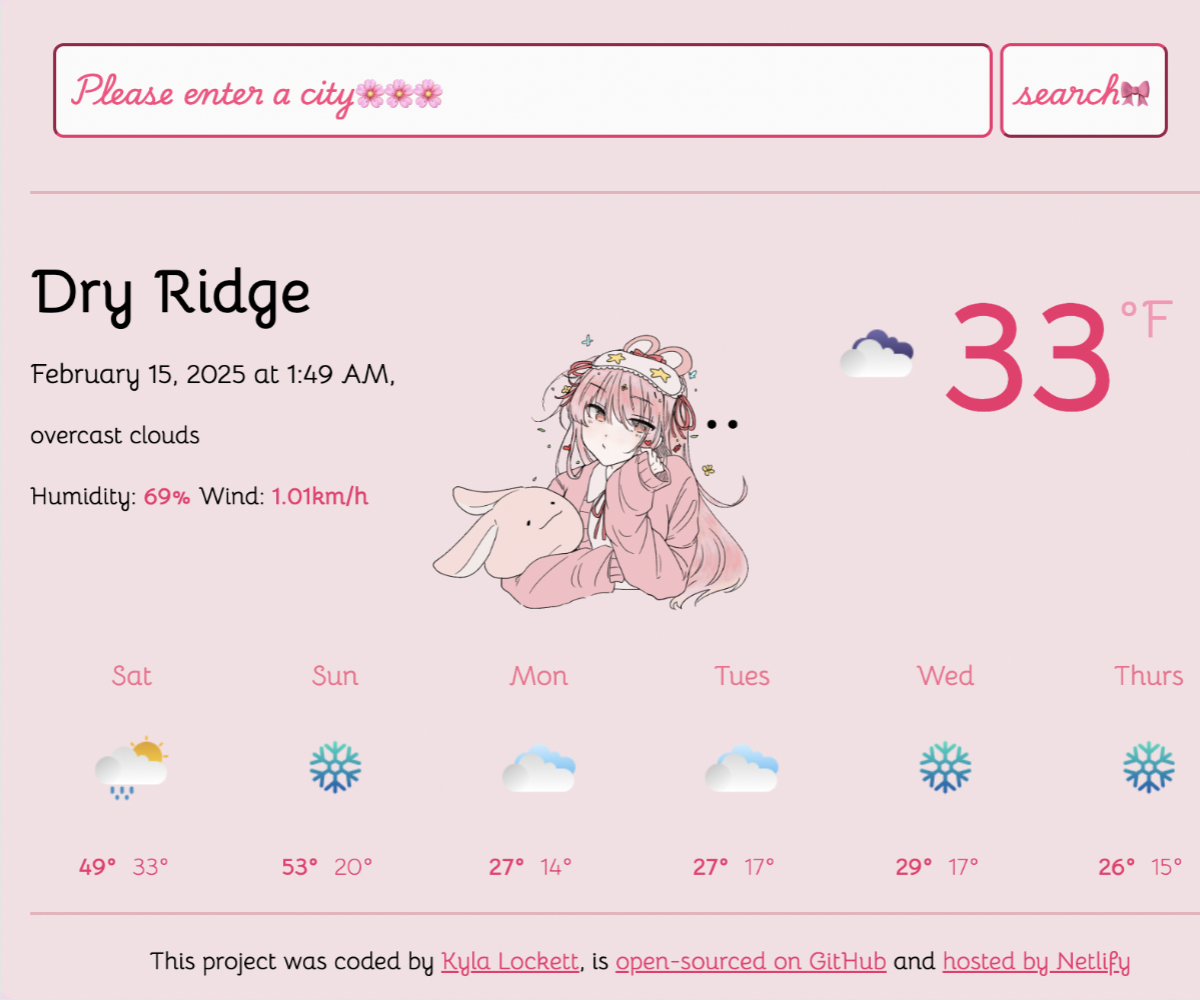 Please enter a city🌸🌸🌸
search🎀
Dry Ridge
33 °F
February 15, 2025 at 1:49 AM,
overcast clouds
Humidity: 69% Wind: 1.01km/h
Sat Sun Mon Tues Wed Thurs
49° 33° 53° 20° 27° 14° 27° 17° 29° 17° 26° 15°
This project was coded by Kyla Lockett, is open-sourced on GitHub and hosted by Netlify